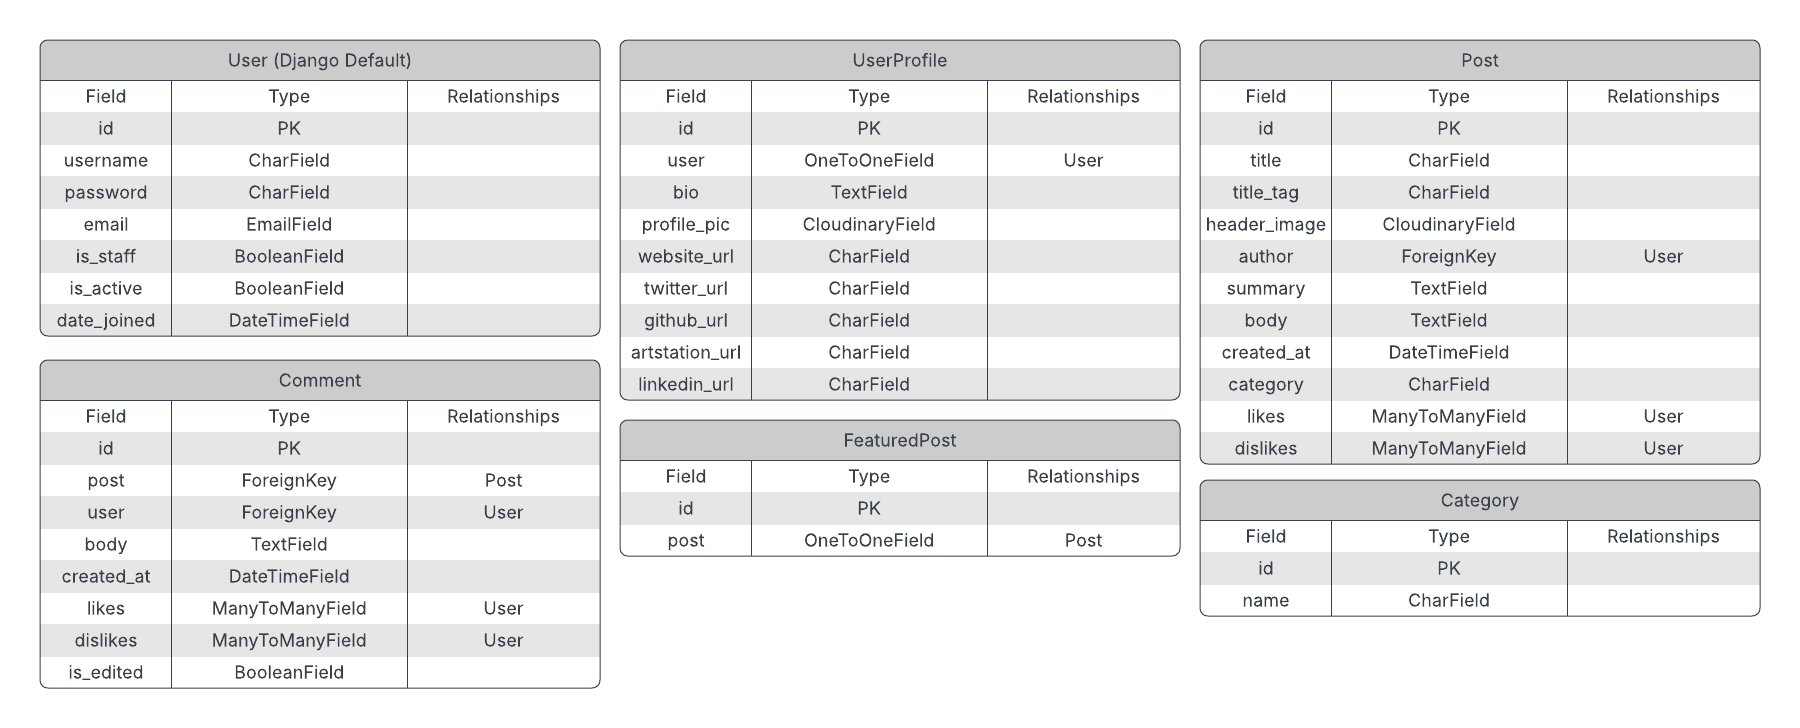 User (Django Default)
Field Type Relationships
id PK
username CharField
password CharField
email EmailField
is_staff BooleanField
is_active BooleanField
date_joined DateTimeField
Comment
Field Type Relationships
id PK
post ForeignKey Post
user ForeignKey User
body TextField
created_at DateTimeField
likes ManyToManyField User
dislikes ManyToManyField User
is_edited BooleanField
UserProfile
Field Type Relationships
id PK
user OneToOneField User
bio TextField
profile_pic CloudinaryField
website_url CharField
twitter_url CharField
github_url CharField
artstation_url CharField
linkedin_url CharField
FeaturedPost
Field Type Relationships
id PK
post OneToOneField Post
Post
Field Type Relationships
id PK
title CharField
title_tag CharField
header_image CloudinaryField
author ForeignKey User
summary TextField
body TextField
created_at DateTimeField
category CharField
likes ManyToManyField User
dislikes ManyToManyField User
Category
Field Type Relationships
id PK
name CharField